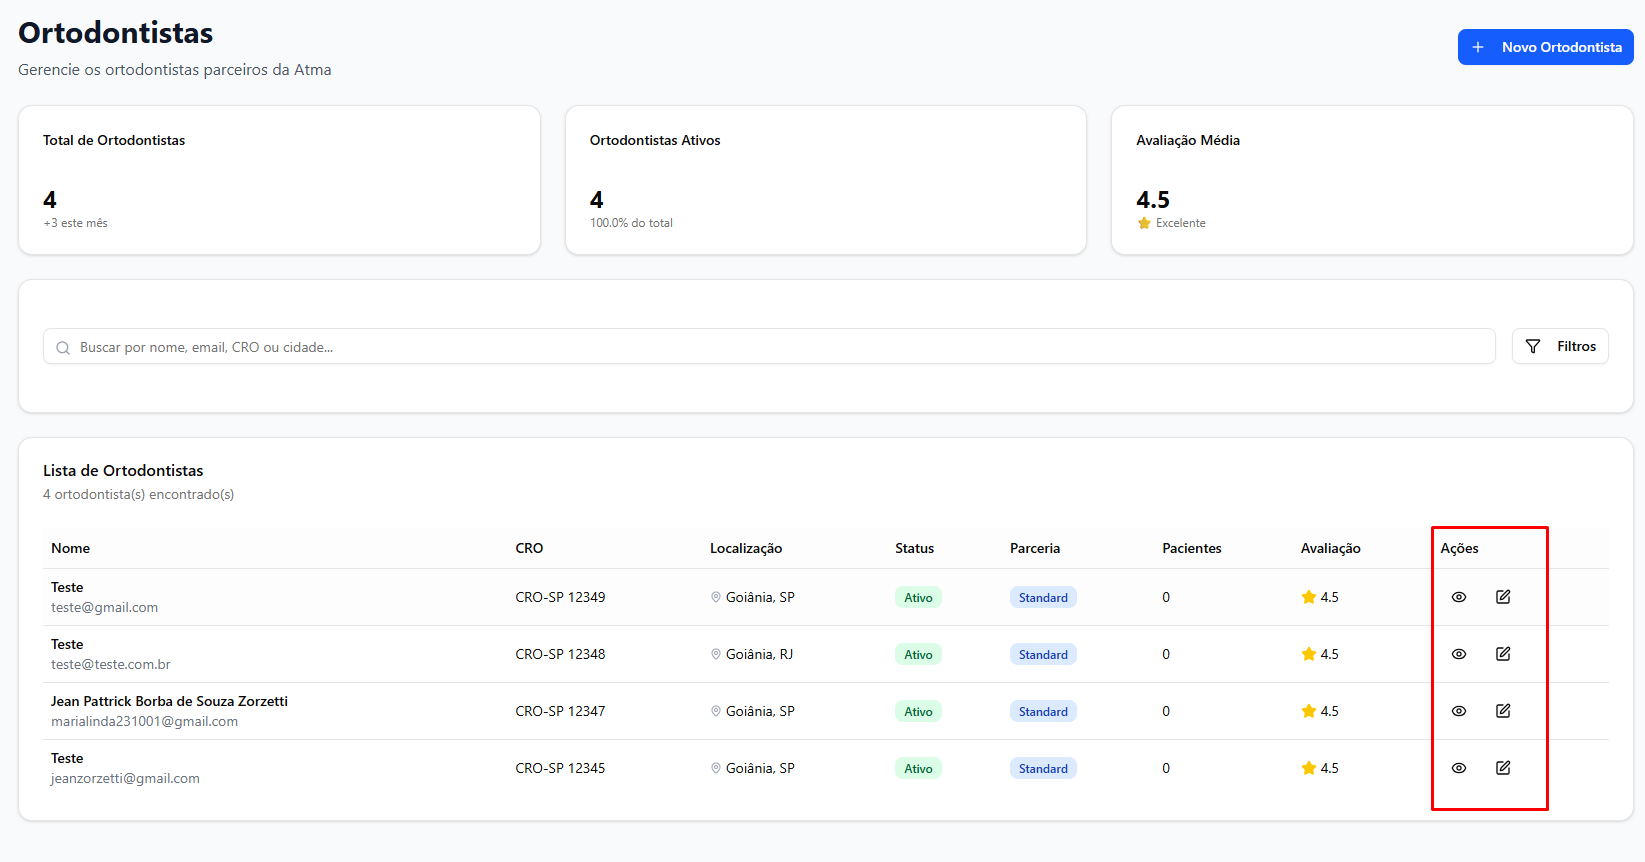 Ortodontistas
Gerencie os ortodontistas parceiros da Atma
Novo Ortodontista
Total de Ortodontistas
4
+3 este mês
Ortodontistas Ativos
4
100.0% do total
Avaliação Média
4.5
Excelente
Buscar por nome, email, CRO ou cidade...
Filtros
Lista de Ortodontistas
4 ortodontista(s) encontrado(s)
Nome CRO Localização Status Parceria Pacientes Avaliação Ações
Teste
teste@gmail.com
CRO-SP 12349 Goiânia, SP Ativo Standard 0 4.5
Teste
teste@teste.com.br
CRO-SP 12348 Goiânia, RJ Ativo Standard 0 4.5
Jean Pattrick Borba de Souza Zorzetti
marialinda231001@gmail.com
CRO-SP 12347 Goiânia, SP Ativo Standard 0 4.5
Teste
jeanzorzetti@gmail.com
CRO-SP 12345 Goiânia, SP Ativo Standard 0 4.5